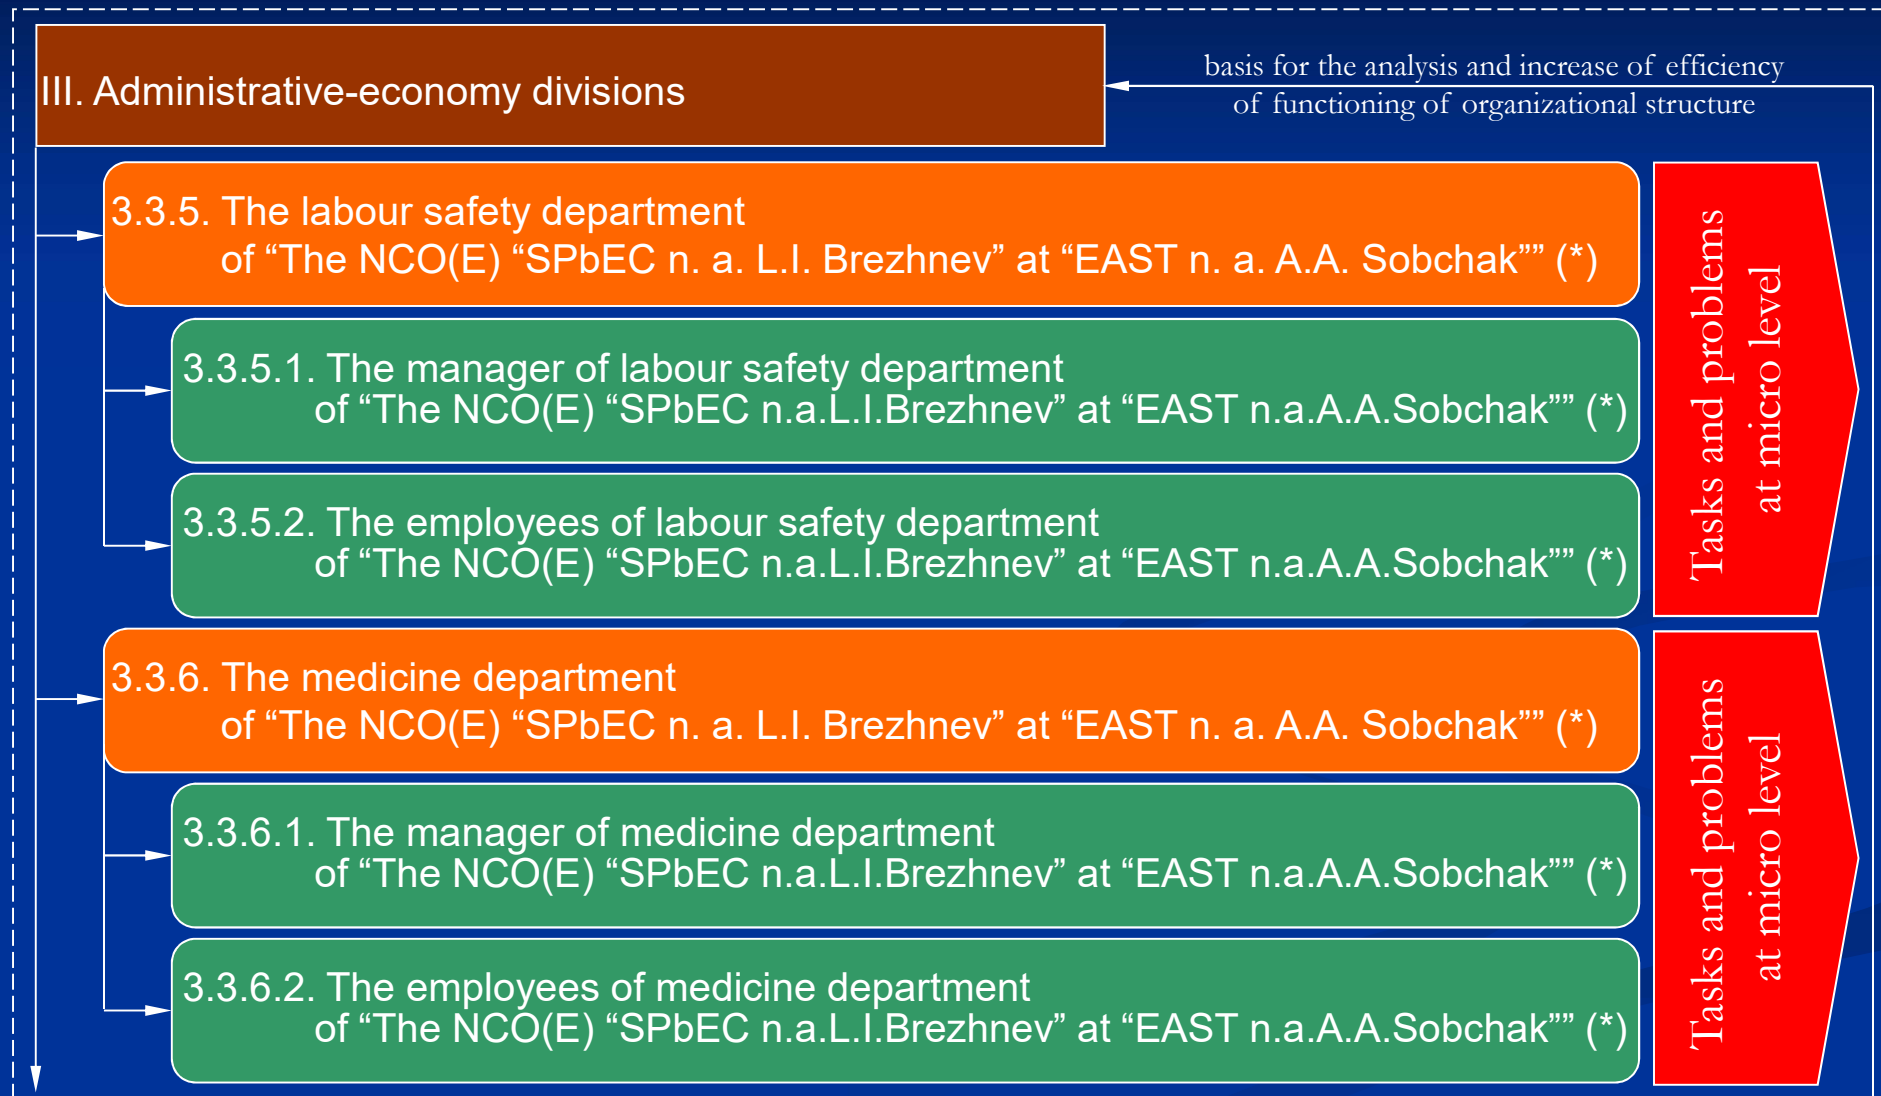 III. Administrative-economy divisions
basis for the analysis and increase of efficiency
of functioning of organizational structure
3.3.5. The labour safety department
of “The NCO(E) “SPbEC n. a. L.I. Brezhnev” at “EAST n. a. A.A. Sobchak”” (*)
3.3.5.1. The manager of labour safety department
of “The NCO(E) “SPbEC n.a.L.I.Brezhnev” at “EAST n.a.A.A.Sobchak”” (*)
3.3.5.2. The employees of labour safety department
of “The NCO(E) “SPbEC n.a.L.I.Brezhnev” at “EAST n.a.A.A.Sobchak”” (*)
Tasks and problems
at micro level
3.3.6. The medicine department
of “The NCO(E) “SPbEC n. a. L.I. Brezhnev” at “EAST n. a. A.A. Sobchak”” (*)
3.3.6.1. The manager of medicine department
of “The NCO(E) “SPbEC n.a.L.I.Brezhnev” at “EAST n.a.A.A.Sobchak”” (*)
3.3.6.2. The employees of medicine department
of “The NCO(E) “SPbEC n.a.L.I.Brezhnev” at “EAST n.a.A.A.Sobchak”” (*)
Tasks and problems
at micro level